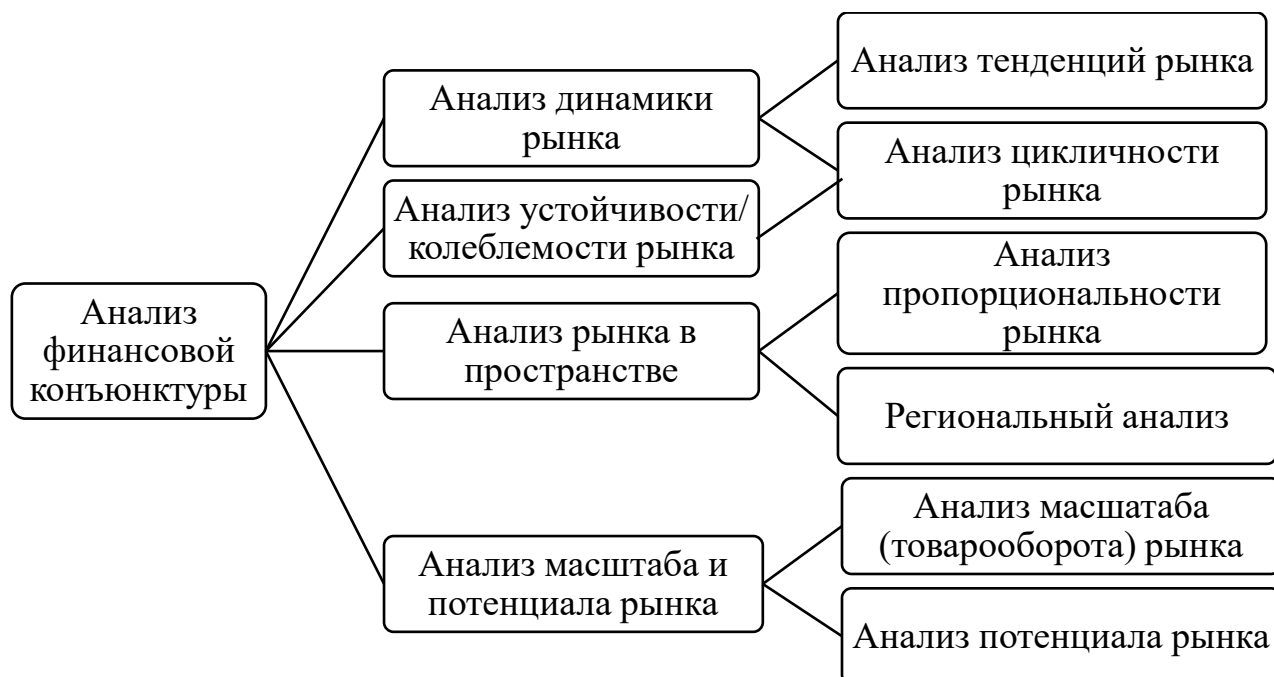 Анализ
финансовой
конъюнктуры
Анализ динамики
рынка
Анализ устойчивости/
колеблемости рынка
Анализ рынка в
пространстве
Анализ масштаба и
потенциала рынка
Анализ тенденций рынка
Анализ цикличности
рынка
Анализ
пропорциональности
рынка
Региональный анализ
Анализ масшатаба
(товарооборота) рынка
Анализ потенциала рынка